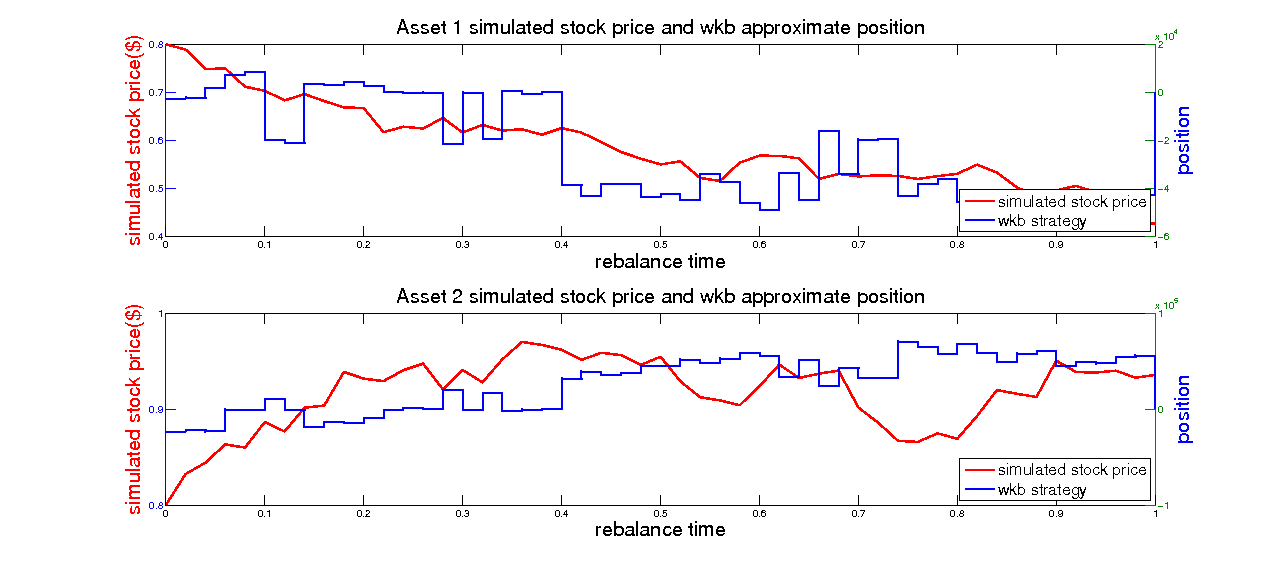 Asset 1 simulated stock price and wkb approximate position
x 10^4
simulated stock price($)
0.8
0.7
0.6
0.5
0.4
2
0
−2
−4
−6
position
simulated stock price
wkb strategy
0 0.1 0.2 0.3 0.4 0.5 0.6 0.7 0.8 0.9 1
rebalance time
Asset 2 simulated stock price and wkb approximate position
simulated stock price($)
1
0.9
0.8
1
0
−1
position
simulated stock price
wkb strategy
0 0.1 0.2 0.3 0.4 0.5 0.6 0.7 0.8 0.9 1
rebalance time